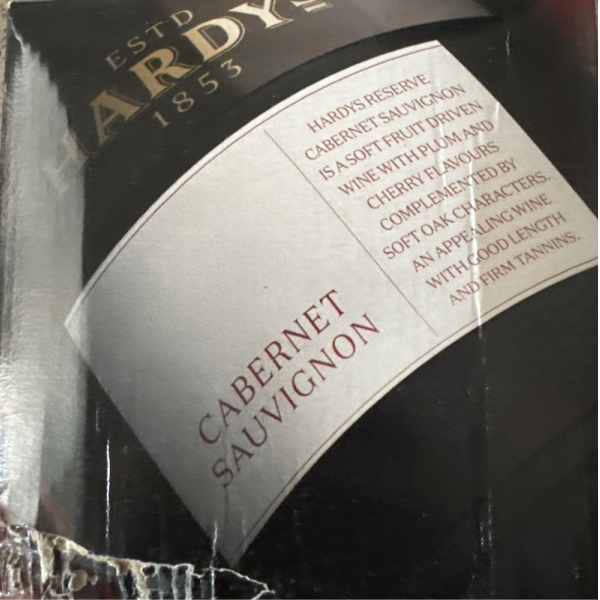 ESTD
HARDYS
1853
HARDYS RESERVE
CABERNET SAUVIGNON
IS A SOFT FRUIT DRIVEN
WINE WITH PLUM AND
CHERRY FLAVOURS
COMPLEMENTED BY
SOFT OAK CHARACTERS,
AN APPEALING WINE
WITH GOOD LENGTH
AND FIRM TANNINS.
CABERNET
SAUVIGNON